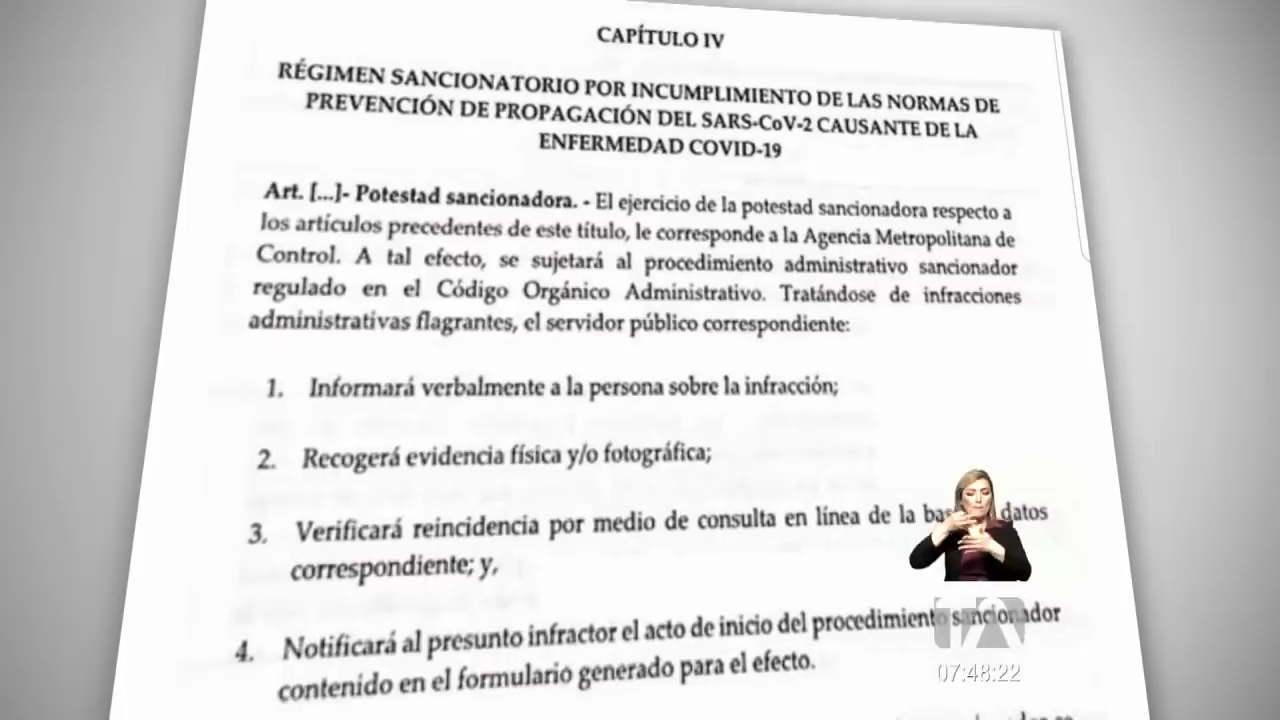 CAPÍTULO IV
RÉGIMEN SANCIONATORIO POR INCUMPLIMIENTO DE LAS NORMAS DE
PREVENCIÓN DE PROPAGACIÓN DEL SARS-CoV-2 CAUSANTE DE LA
ENFERMEDAD COVID-19
Art. [...]- Potestad sancionadora. - El ejercicio de la potestad sancionadora respecto a
los artículos precedentes de este título, le corresponde a la Agencia Metropolitana de
Control. A tal efecto, se sujetará al procedimiento administrativo sancionador
regulado en el Código Orgánico Administrativo. Tratándose de infracciones
administrativas flagrantes, el servidor público correspondiente:
1. Informará verbalmente a la persona sobre la infracción;
2. Recogerá evidencia física y/o fotográfica;
3. Verificará reincidencia por medio de consulta en línea de la datos
correspondiente; y,
4. Notificará al presunto infractor el acto de inicio del procedimiento sancionador
contenido en el formulario generado para el efecto.
TA
07:48:22